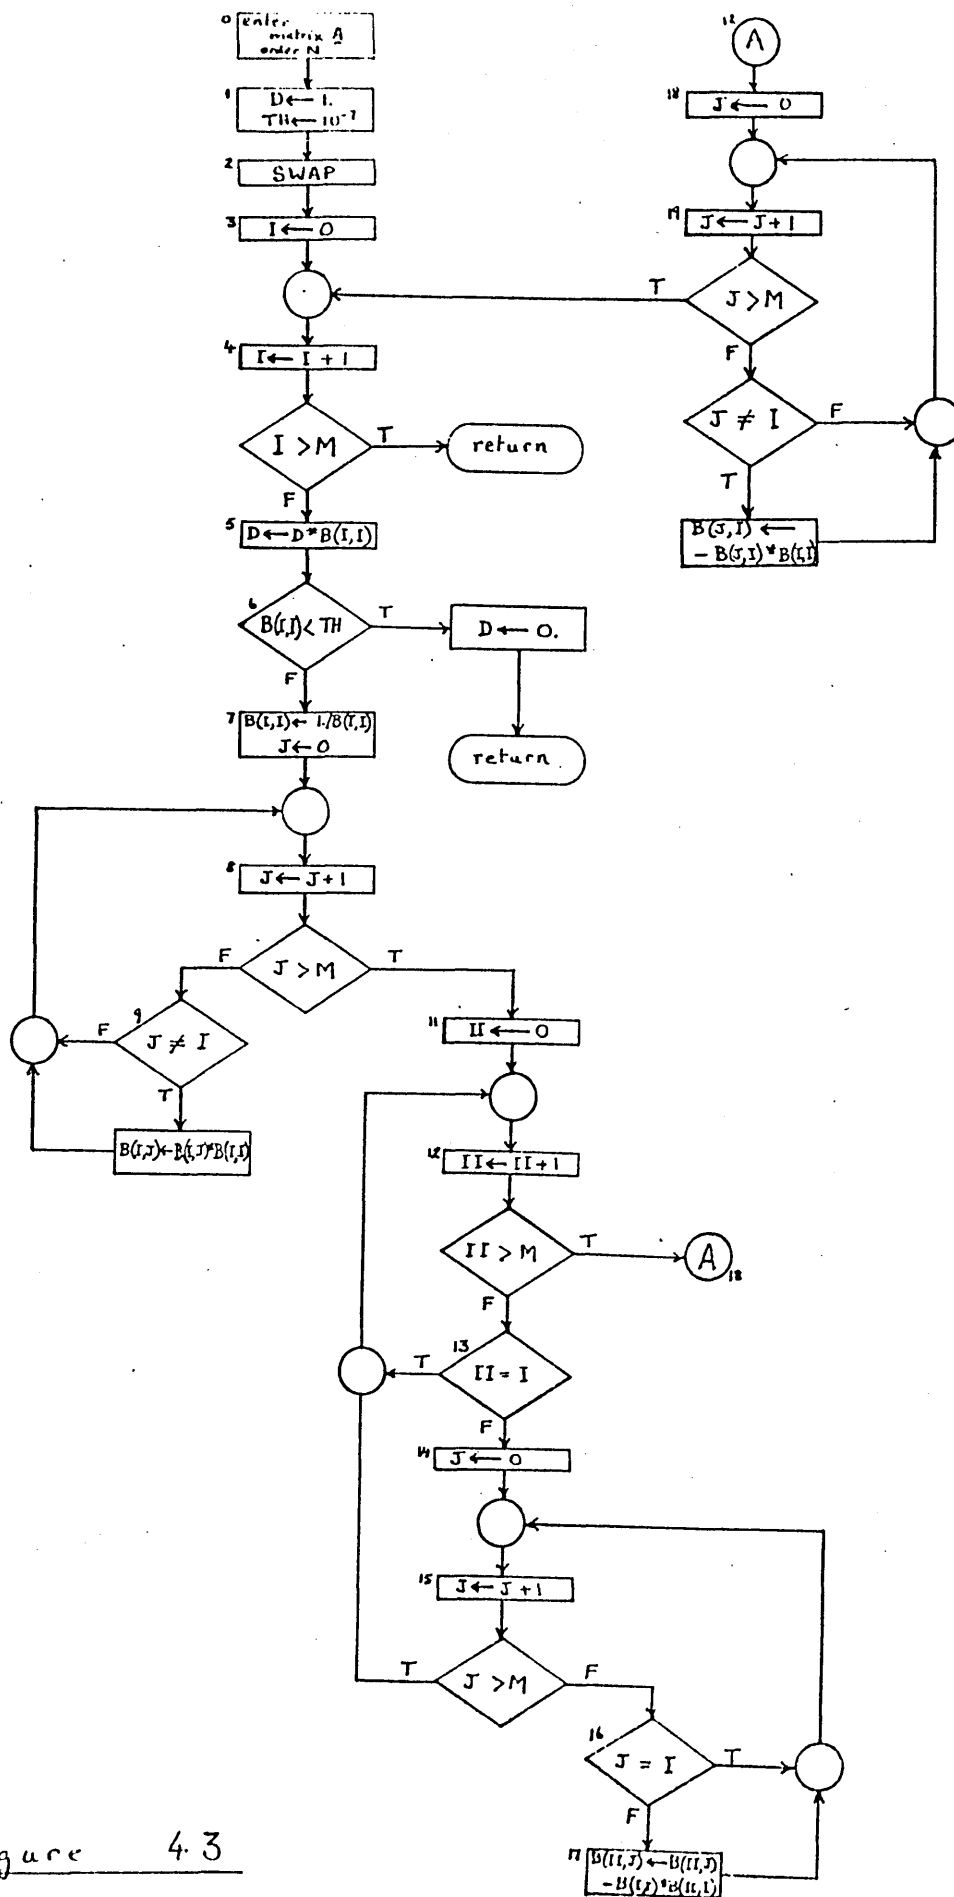 0 enter
matrix A
order N
1 D ← 1.
TH ← 10⁻⁷
2 SWAP
3 I ← 0
4 I ← I + 1
I > M
T
return
F
5 D ← D * B(I,I)
6 B(I,I) < TH
T
D ← 0.
return
F
7 B(I,I) ← 1./B(I,I)
J ← 0
8 J ← J + 1
J > M
F
T
9 J ≠ I
F
T
B(I,J) ← B(I,J) * B(I,I)
11 II ← 0
12 II ← II + 1
II > M
T
A 18
F
13 II = I
T
F
14 J ← 0
15 J ← J + 1
J > M
T
F
16 J = I
T
F
17 B(II,J) ← B(II,J)
- B(I,J) * B(II,I)
12 A
18 J ← 0
19 J ← J + 1
J > M
T
F
J ≠ I
F
T
B(J,I) ←
- B(J,I) * B(I,I)
gure 4.3